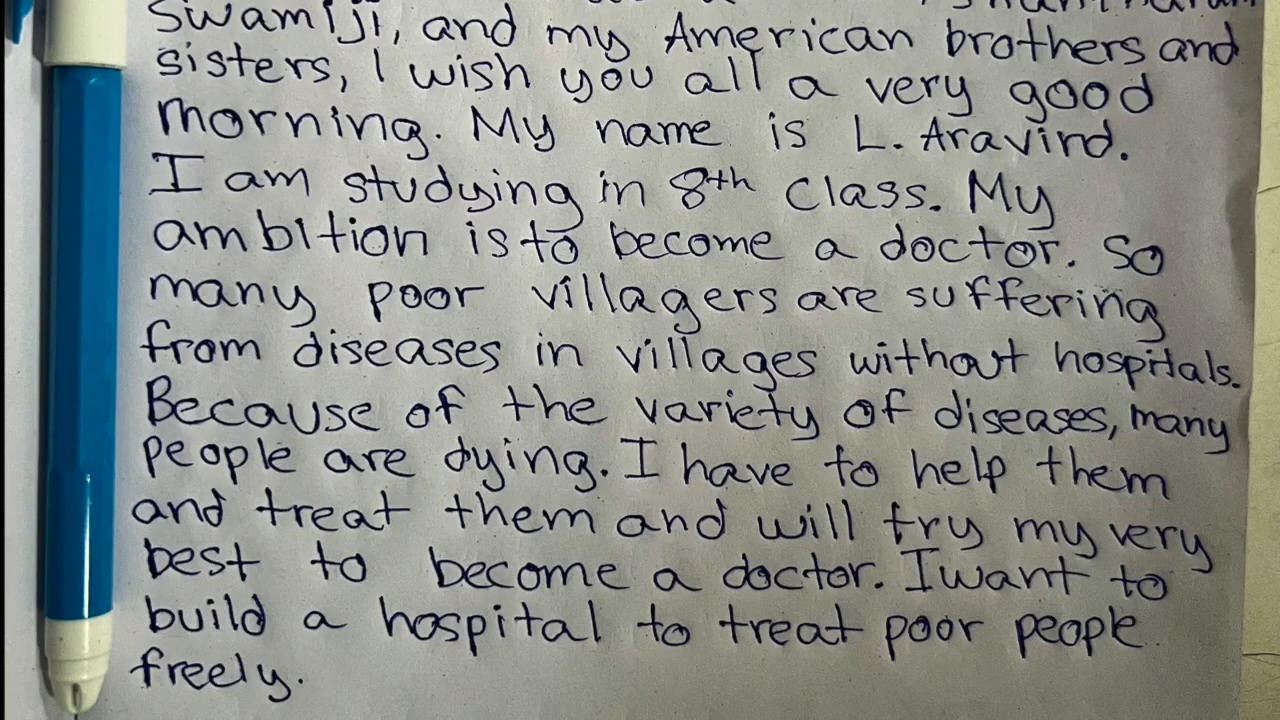 Swamiji, and my American brothers and
sisters, I wish you all a very good
morning. My name is L. Aravind.
I am studying in 8th class. My
ambition is to become a doctor. So
many poor villagers are suffering
from diseases in villages without hospitals.
Because of the variety of diseases, many
people are dying. I have to help them
and treat them and will try my very
best to become a doctor. I want to
build a hospital to treat poor people
freely.